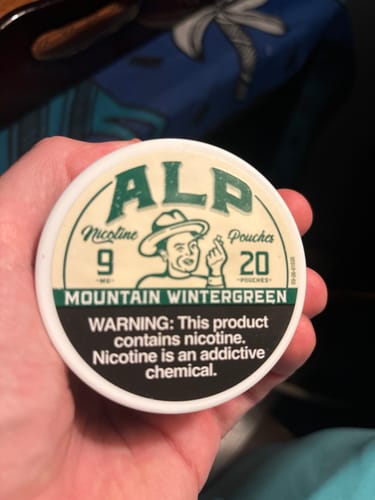 ALP
Nicotine Pouches
9 20
MG POUCHES
MOUNTAIN WINTERGREEN
WARNING: This product
contains nicotine.
Nicotine is an addictive
chemical.